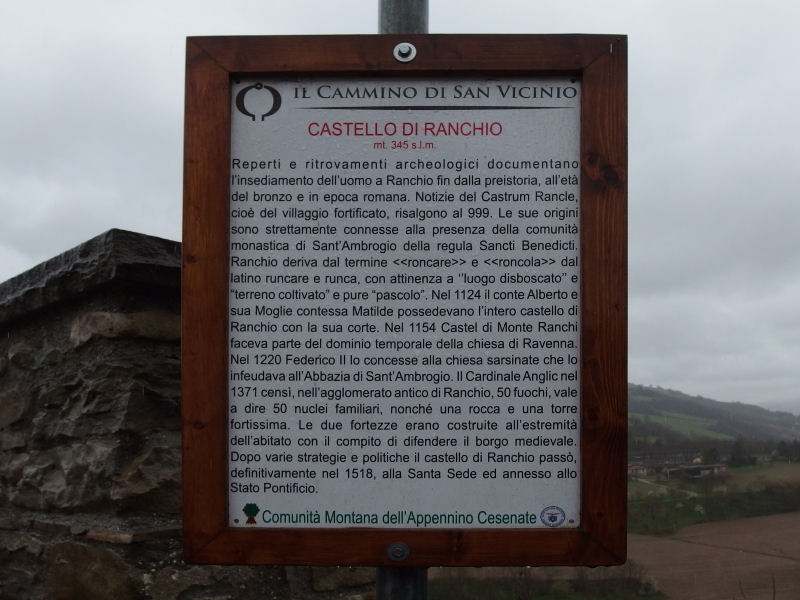 IL CAMMINO DI SAN VICINIO
CASTELLO DI RANCHIO
mt. 345 s.l.m.
Reperti e ritrovamenti archeologici documentano
l'insediamento dell'uomo a Ranchio fin dalla preistoria, all'età
del bronzo e in epoca romana. Notizie del Castrum Rancle,
cioè del villaggio fortificato, risalgono al 999. Le sue origini
sono strettamente connesse alla presenza della comunità
monastica di Sant'Ambrogio della regula Sancti Benedicti.
Ranchio deriva dal termine <<roncare>> e <<roncola>> dal
latino runcare e runca, con attinenza a "luogo disboscato" e
"terreno coltivato" e pure "pascolo". Nel 1124 il conte Alberto e
sua Moglie contessa Matilde possedevano l'intero castello di
Ranchio con la sua corte. Nel 1154 Castel di Monte Ranchi
faceva parte del dominio temporale della chiesa di Ravenna.
Nel 1220 Federico II lo concesse alla chiesa sarsinate che lo
infeudava all'Abbazia di Sant'Ambrogio. Il Cardinale Anglic nel
1371 censì, nell'agglomerato antico di Ranchio, 50 fuochi, vale
a dire 50 nuclei familiari, nonché una rocca e una torre
fortissima. Le due fortezze erano costruite all'estremità
dell'abitato con il compito di difendere il borgo medievale.
Dopo varie strategie e politiche il castello di Ranchio passò,
definitivamente nel 1518, alla Santa Sede ed annesso allo
Stato Pontificio.
Comunità Montana dell'Appennino Cesenate